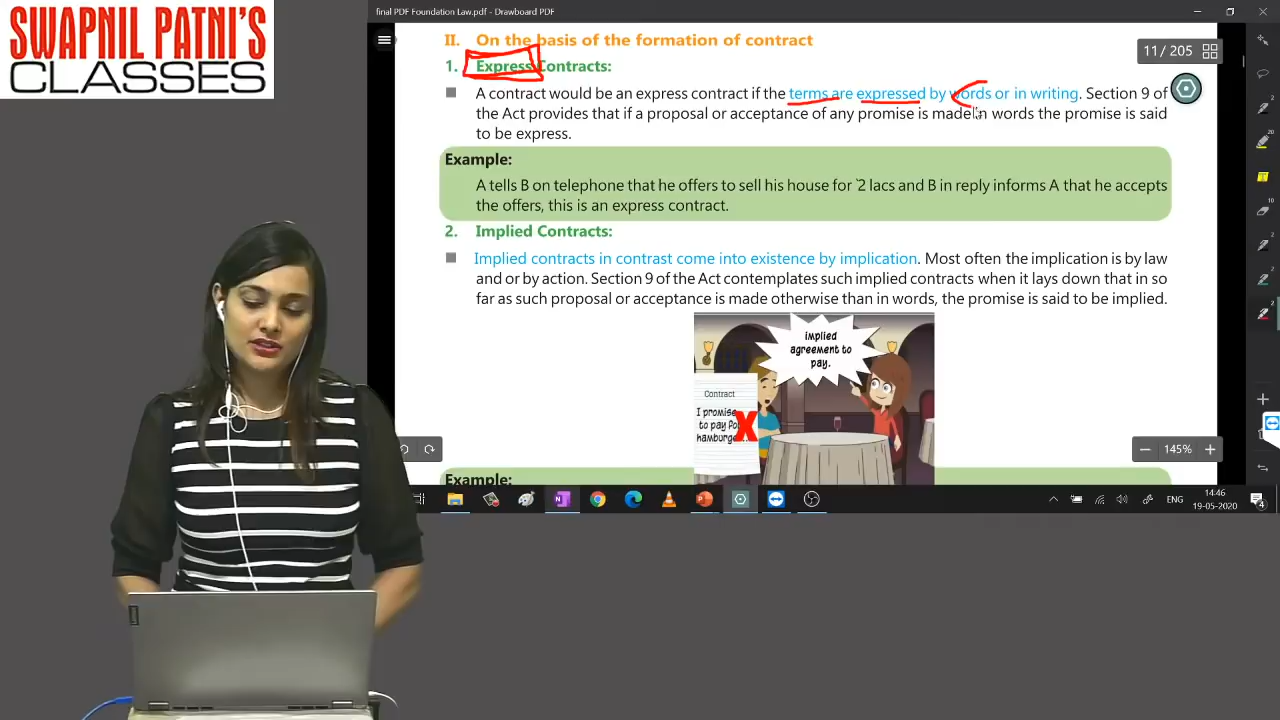 SWAPNIL PATNI'S
CLASSES
final PDF Foundation Law.pdf - Drawboard PDF
11 / 205
II. On the basis of the formation of contract
1. Express Contracts:
A contract would be an express contract if the terms are expressed by words or in writing. Section 9 of
the Act provides that if a proposal or acceptance of any promise is made in words the promise is said
to be express.
Example:
A tells B on telephone that he offers to sell his house for `2 lacs and B in reply informs A that he accepts
the offers, this is an express contract.
2. Implied Contracts:
Implied contracts in contrast come into existence by implication. Most often the implication is by law
and or by action. Section 9 of the Act contemplates such implied contracts when it lays down that in so
far as such proposal or acceptance is made otherwise than in words, the promise is said to be implied.
implied
agreement to
pay.
Contract
I promise
to pay for
hamburge
X
145%
Example:
ENG
14:46
19-05-2020